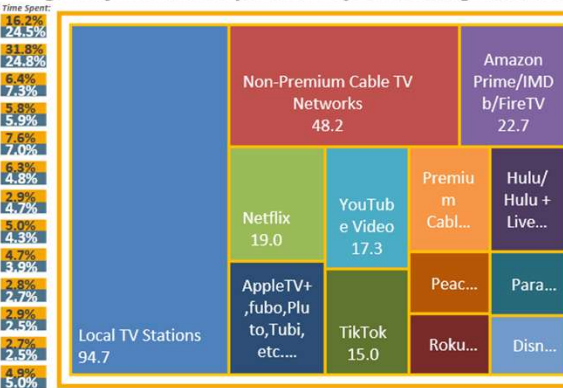 Time Spent:
16.2%
24.5%
31.8%
24.8%
6.4%
7.3%
5.8%
5.9%
7.6%
7.0%
6.3%
4.8%
2.9%
4.7%
5.0%
4.3%
4.7%
3.9%
2.8%
2.7%
2.9%
2.5%
2.7%
2.5%
4.9%
5.0%
Local TV Stations
94.7
Non-Premium Cable TV
Networks
48.2
Amazon
Prime/IMD
b/FireTV
22.7
Netflix
19.0
YouTub
e Video
17.3
Premiu
m
Cabl...
Hulu/
Hulu +
Live...
AppleTV+
,fubo,Plu
to,Tubi,
etc....
TikTok
15.0
Peac...
Para...
Roku...
Disn...